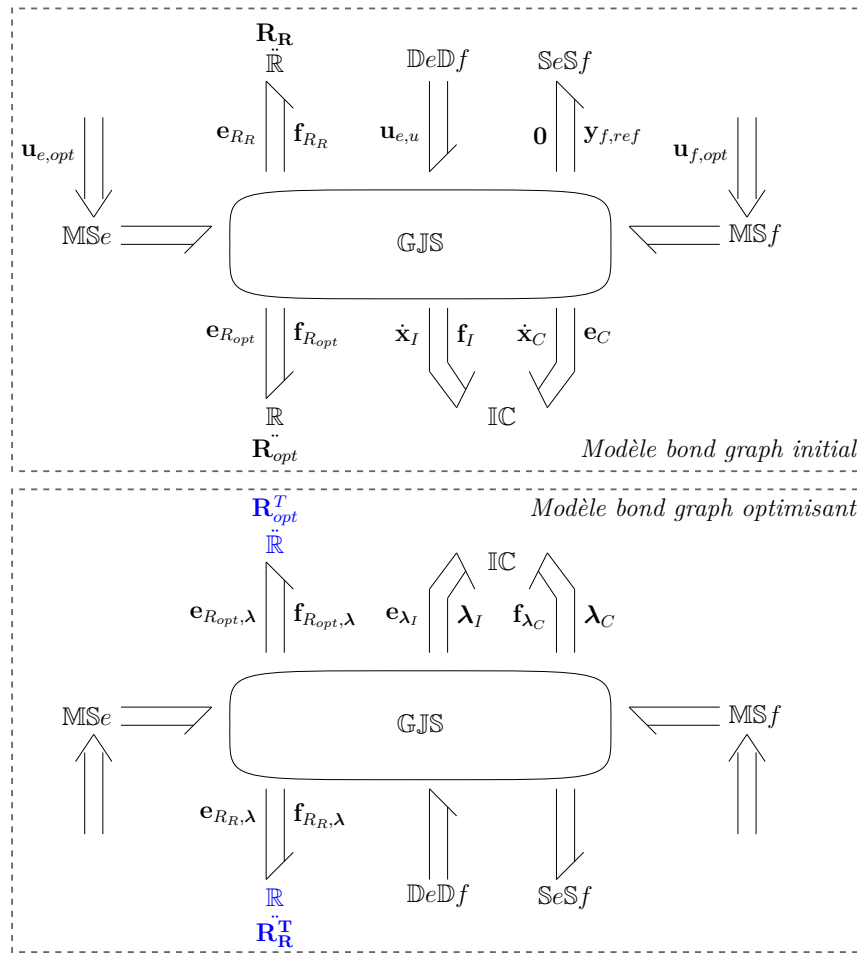 R_R
ℝ̈ 𝔻e𝔻f 𝕊e𝕊f
u_{e,opt} e_{R_R} f_{R_R} u_{e,u} 0 y_{f,ref} u_{f,opt}
𝕄𝕊e 𝔾𝕁𝕊 𝕄𝕊f
e_{R_{opt}} f_{R_{opt}} ẋ_I f_I ẋ_C e_C
ℝ 𝕀ℂ
R̈_{opt} Modèle bond graph initial
R_{opt}^T Modèle bond graph optimisant
ℝ̈ 𝕀ℂ
e_{R_{opt},λ} f_{R_{opt},λ} e_{λ_I} λ_I f_{λ_C} λ_C
𝕄𝕊e 𝔾𝕁𝕊 𝕄𝕊f
e_{R_R,λ} f_{R_R,λ}
ℝ 𝔻e𝔻f 𝕊e𝕊f
R̈_R^T